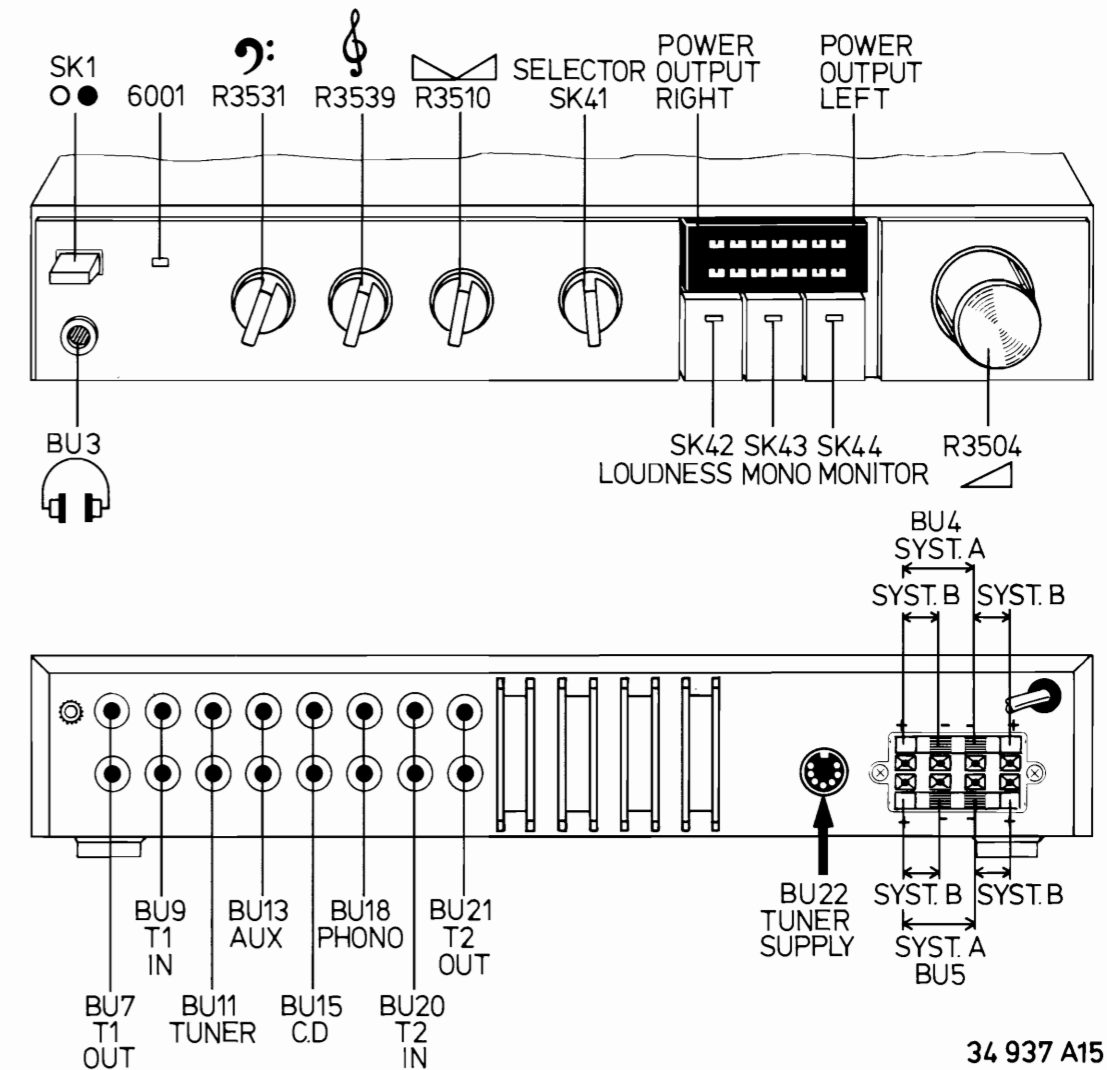 SK1
6001
R3531
R3539
R3510
SELECTOR
SK41
POWER
OUTPUT
RIGHT
POWER
OUTPUT
LEFT
BU3
SK42
LOUDNESS
SK43
MONO
SK44
MONITOR
R3504
BU4
SYST. A
SYST. B
SYST. B
+ - - +
+ - - +
SYST. B
SYST. B
SYST. A
BU5
BU22
TUNER
SUPPLY
BU9
T1
IN
BU13
AUX
BU18
PHONO
BU21
T2
OUT
BU7
T1
OUT
BU11
TUNER
BU15
C.D
BU20
T2
IN
34 937 A15